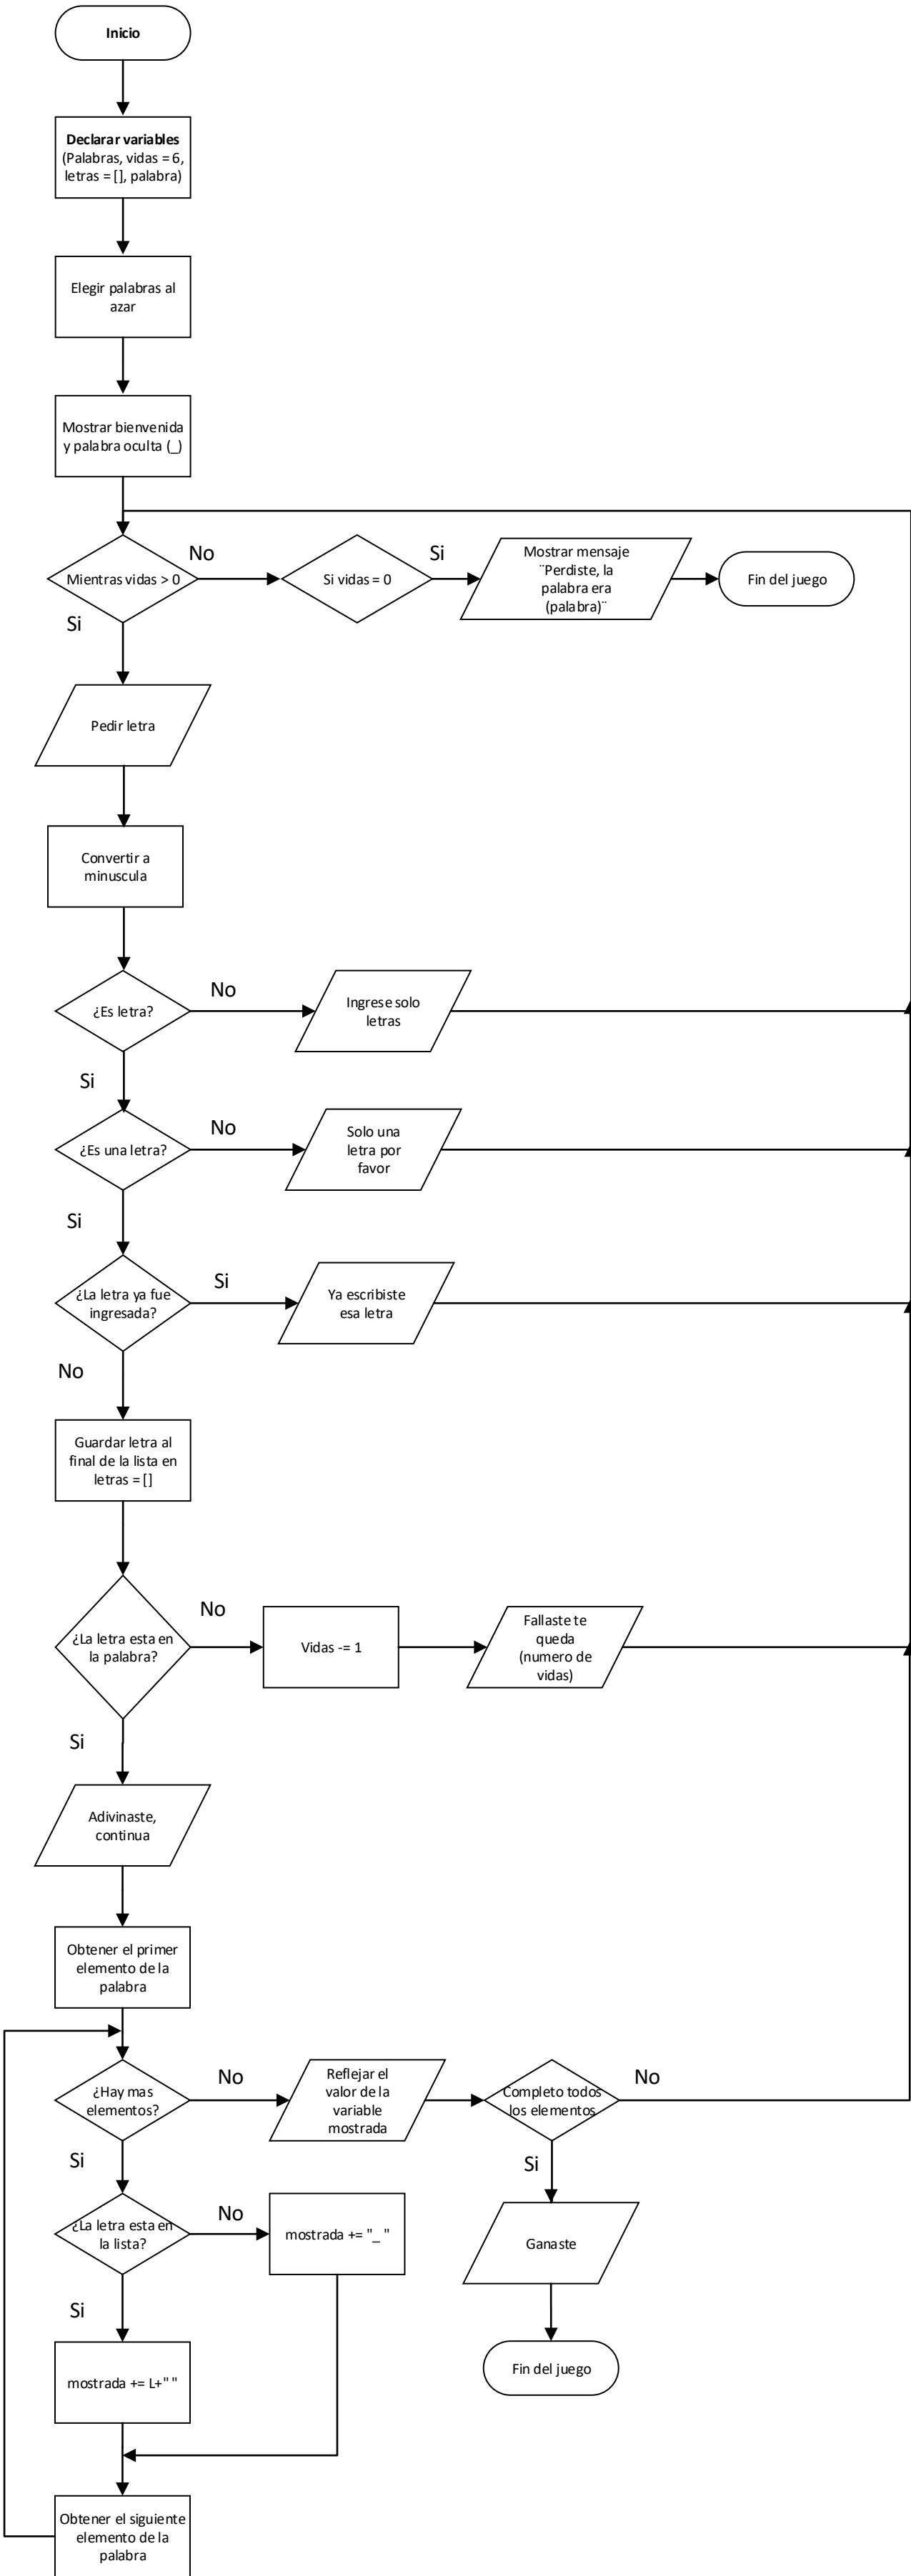 Inicio
Declarar variables
(Palabras, vidas = 6,
letras = [], palabra)
Elegir palabras al
azar
Mostrar bienvenida
y palabra oculta (_)
Mientras vidas > 0
No
Si vidas = 0
Si
Mostrar mensaje
¨Perdiste, la
palabra era
(palabra)¨
Fin del juego
Si
Pedir letra
Convertir a
minuscula
¿Es letra?
No
Ingrese solo
letras
Si
¿Es una letra?
No
Solo una
letra por
favor
Si
¿La letra ya fue
ingresada?
Si
Ya escribiste
esa letra
No
Guardar letra al
final de la lista en
letras = []
¿La letra esta en
la palabra?
No
Vidas -= 1
Fallaste te
queda
(numero de
vidas)
Si
Adivinaste,
continua
Obtener el primer
elemento de la
palabra
¿Hay mas
elementos?
No
Reflejar el
valor de la
variable
mostrada
Completo todos
los elementos
No
Si
Si
¿La letra esta en
la lista?
No
mostrada += "_ "
Ganaste
Si
mostrada += L+" "
Fin del juego
Obtener el siguiente
elemento de la
palabra